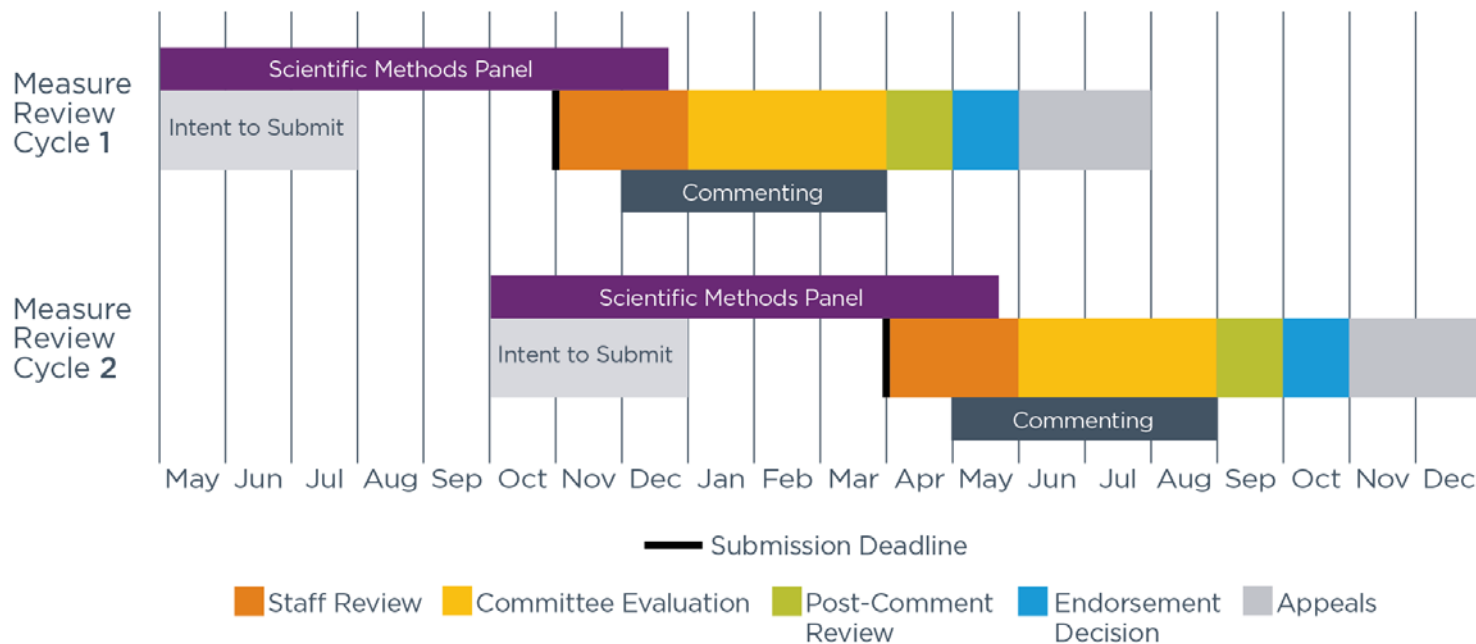 Scientific Methods Panel
Measure
Review
Cycle 1
Intent to Submit
Commenting
Scientific Methods Panel
Measure
Review
Cycle 2
Intent to Submit
Commenting
May Jun Jul Aug Sep Oct Nov Dec Jan Feb Mar Apr May Jun Jul Aug Sep Oct Nov Dec
Submission Deadline
Staff Review
Committee Evaluation
Post-Comment
Review
Endorsement
Decision
Appeals